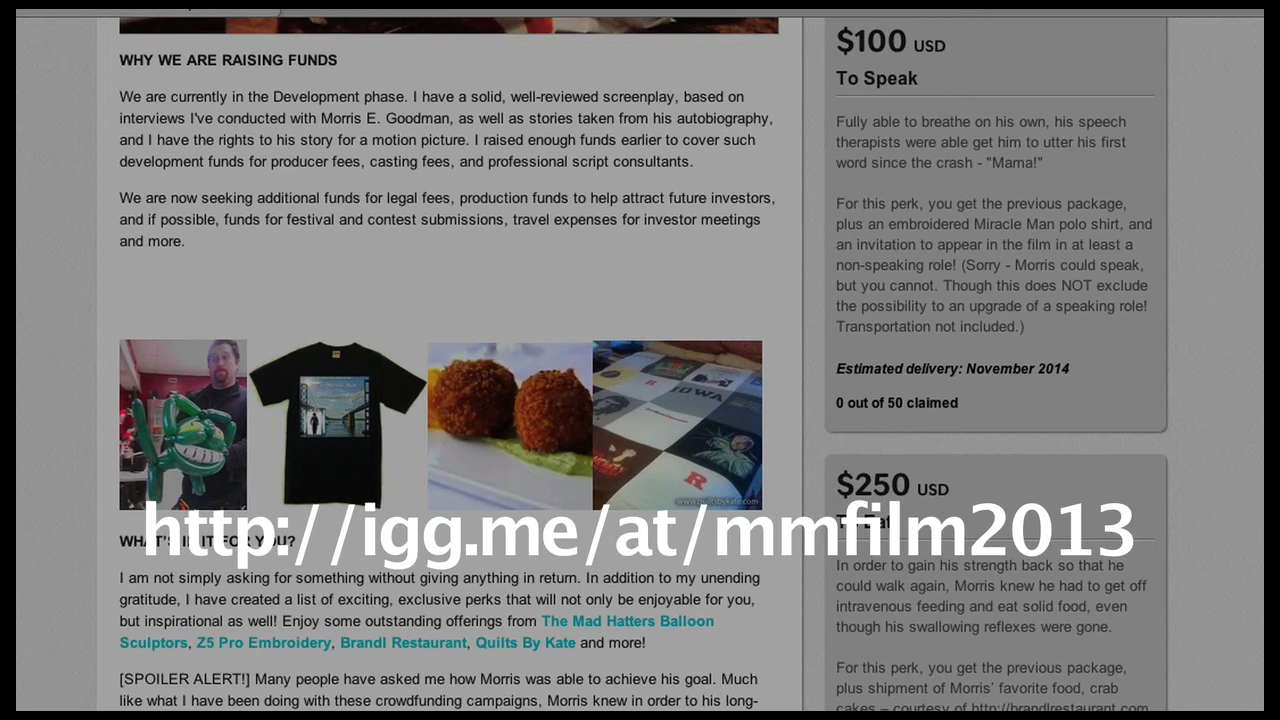 WHY WE ARE RAISING FUNDS
We are currently in the Development phase. I have a solid, well-reviewed screenplay, based on
interviews I've conducted with Morris E. Goodman, as well as stories taken from his autobiography,
and I have the rights to his story for a motion picture. I raised enough funds earlier to cover such
development funds for producer fees, casting fees, and professional script consultants.
We are now seeking additional funds for legal fees, production funds to help attract future investors,
and if possible, funds for festival and contest submissions, travel expenses for investor meetings
and more.
IOWA
R
R
www.quiltsbykate.com
http://igg.me/at/mmfilm2013
WHAT'S IN IT FOR YOU?
I am not simply asking for something without giving anything in return. In addition to my unending
gratitude, I have created a list of exciting, exclusive perks that will not only be enjoyable for you,
but inspirational as well! Enjoy some outstanding offerings from The Mad Hatters Balloon
Sculptors, Z5 Pro Embroidery, Brandl Restaurant, Quilts By Kate and more!
[SPOILER ALERT!] Many people have asked me how Morris was able to achieve his goal. Much
like what I have been doing with these crowdfunding campaigns, Morris knew in order to his long-
$100 USD
To Speak
Fully able to breathe on his own, his speech
therapists were able get him to utter his first
word since the crash - "Mama!"
For this perk, you get the previous package,
plus an embroidered Miracle Man polo shirt, and
an invitation to appear in the film in at least a
non-speaking role! (Sorry - Morris could speak,
but you cannot. Though this does NOT exclude
the possibility to an upgrade of a speaking role!
Transportation not included.)
Estimated delivery: November 2014
0 out of 50 claimed
$250 USD
To Eat
In order to gain his strength back so that he
could walk again, Morris knew he had to get off
intravenous feeding and eat solid food, even
though his swallowing reflexes were gone.
For this perk, you get the previous package,
plus shipment of Morris' favorite food, crab
cakes – courtesy of http://brandlrestaurant.com